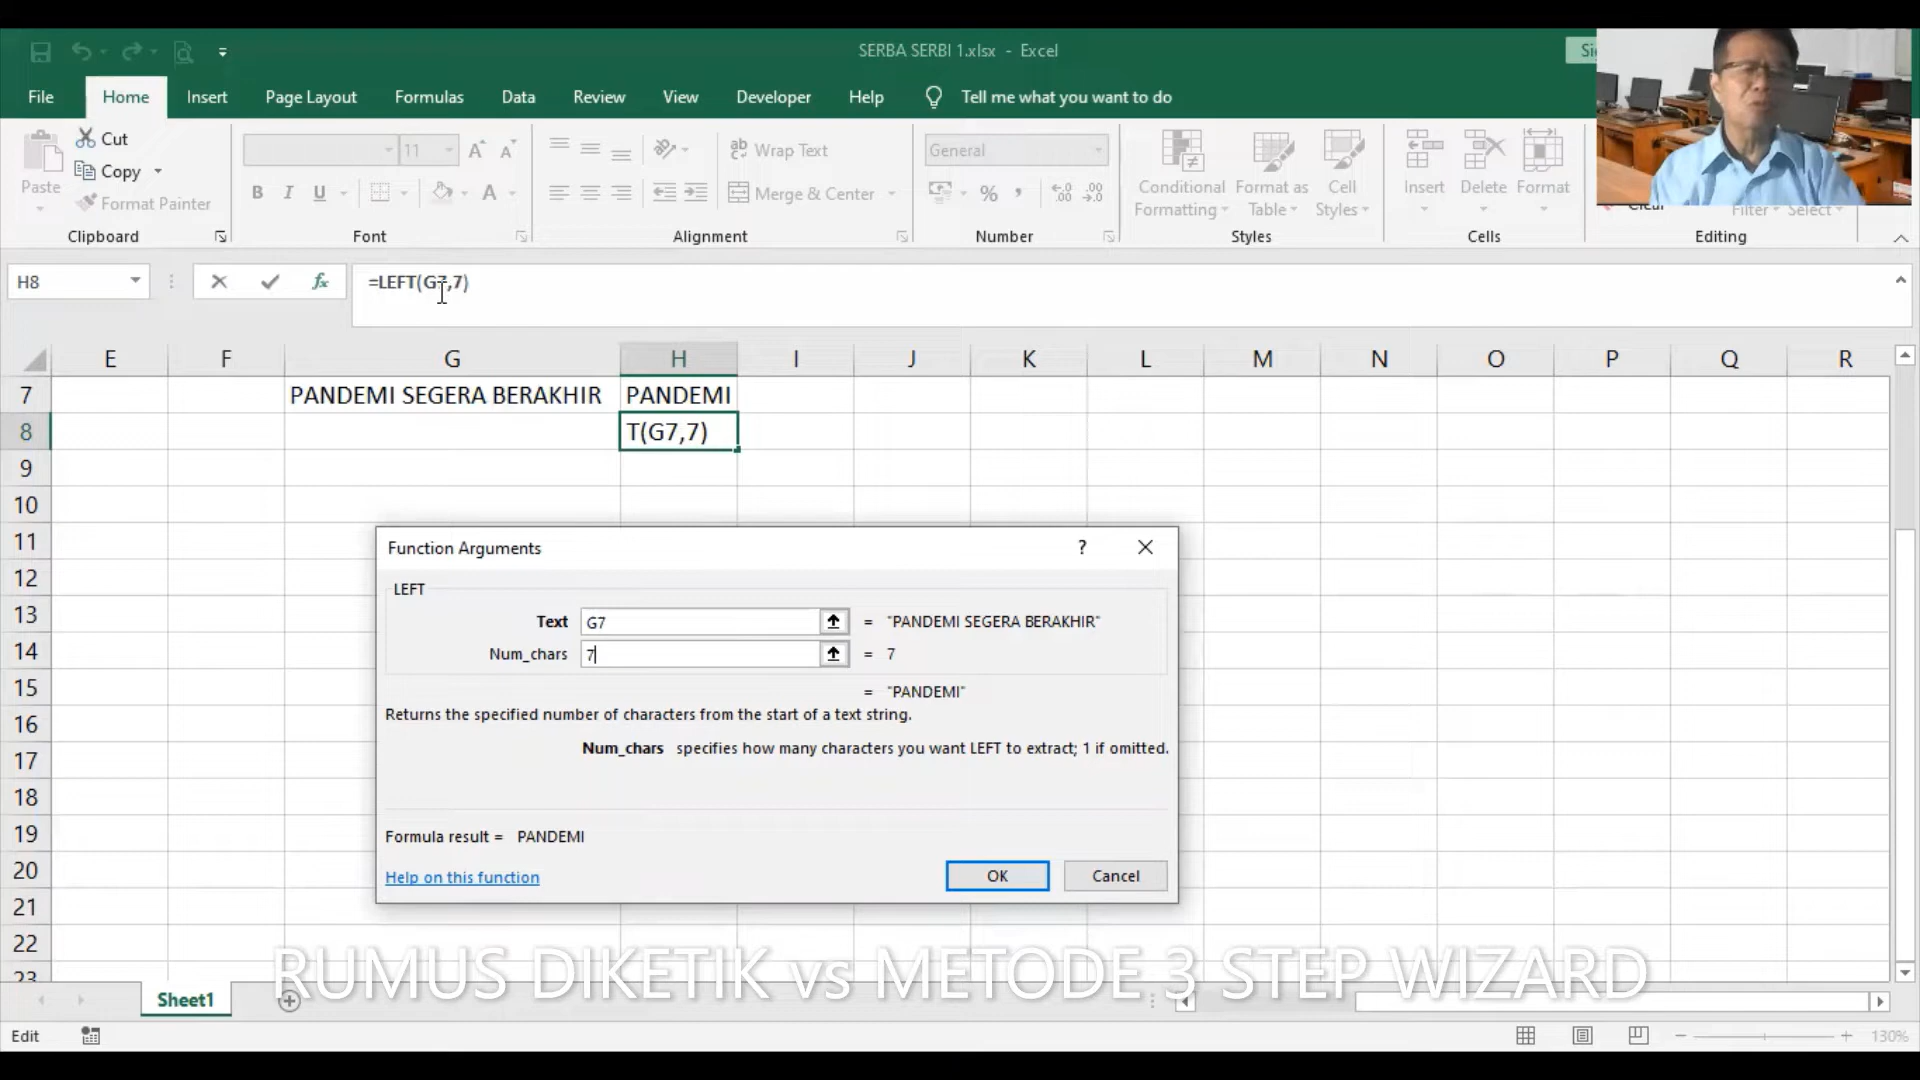 SERBA SERBI 1.xlsx - Excel
File Home Insert Page Layout Formulas Data Review View Developer Help Tell me what you want to do
Cut
Copy
Format Painter
Paste
Clipboard
11
B I U
Font
Wrap Text
Merge & Center
Alignment
General
%
Number
Conditional Formatting
Format as Table
Cell Styles
Styles
Insert Delete Format
Cells
Clear
Filter Select
Editing
H8
fx
=LEFT(G7,7)
E F G H I J K L M N O P Q R
7 PANDEMI SEGERA BERAKHIR PANDEMI
8 T(G7,7)
9
10
11
12
13
14
15
16
17
18
19
20
21
22
23
Function Arguments ?
LEFT
Text G7 = "PANDEMI SEGERA BERAKHIR"
Num_chars 7 = 7
= "PANDEMI"
Returns the specified number of characters from the start of a text string.
Num_chars specifies how many characters you want LEFT to extract; 1 if omitted.
Formula result = PANDEMI
Help on this function
OK Cancel
RUMUS DIKETIK vs METODE 3 STEP WIZARD
Sheet1
Edit
130%